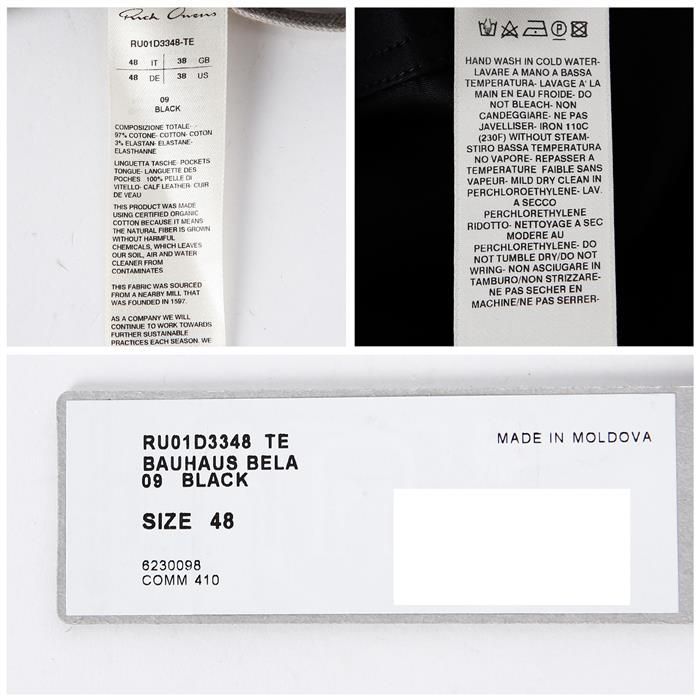 Rick Owens
RU01D3348-TE
48 IT 38 GB
48 DE 38 US
09
BLACK
COMPOSIZIONE TOTALE-
97% COTONE- COTTON- COTON
3% ELASTAN- ELASTANE-
ELASTHANNE
LINGUETTA TASCHE- POCKETS
TONGUE- LANGUETTE DES
POCHES 100% PELLE DI
VITELLO- CALF LEATHER- CUIR
DE VEAU
THIS PRODUCT WAS MADE
USING CERTIFIED ORGANIC
COTTON BECAUSE IT MEANS
THE NATURAL FIBER IS GROWN
WITHOUT HARMFUL
CHEMICALS, WHICH LEAVES
OUR SOIL, AIR AND WATER
CLEANER FROM
CONTAMINATES
THIS FABRIC WAS SOURCED
FROM A NEARBY MILL THAT
WAS FOUNDED IN 1597.
AS A COMPANY WE WILL
CONTINUE TO WORK TOWARDS
FURTHER SUSTAINABLE
PRACTICES EACH SEASON. WE
HAND WASH IN COLD WATER-
LAVARE A MANO A BASSA
TEMPERATURA- LAVAGE A' LA
MAIN EN EAU FROIDE- DO
NOT BLEACH- NON
CANDEGGIARE- NE PAS
JAVELLISER- IRON 110C
(230F) WITHOUT STEAM-
STIRO BASSA TEMPERATURA
NO VAPORE- REPASSER A
TEMPERATURE FAIBLE SANS
VAPEUR- MILD DRY CLEAN IN
PERCHLOROETHYLENE- LAV.
A SECCO
PERCHLOROETHYLENE
RIDOTTO- NETTOYAGE A SEC
MODERE AU
PERCHLOROETHYLENE- DO
NOT TUMBLE DRY/DO NOT
WRING- NON ASCIUGARE IN
TAMBURO/NON STRIZZARE-
NE PAS SECHER EN
MACHINE/NE PAS SERRER-
RU01D3348 TE
BAUHAUS BELA
09 BLACK
SIZE 48
6230098
COMM 410
MADE IN MOLDOVA